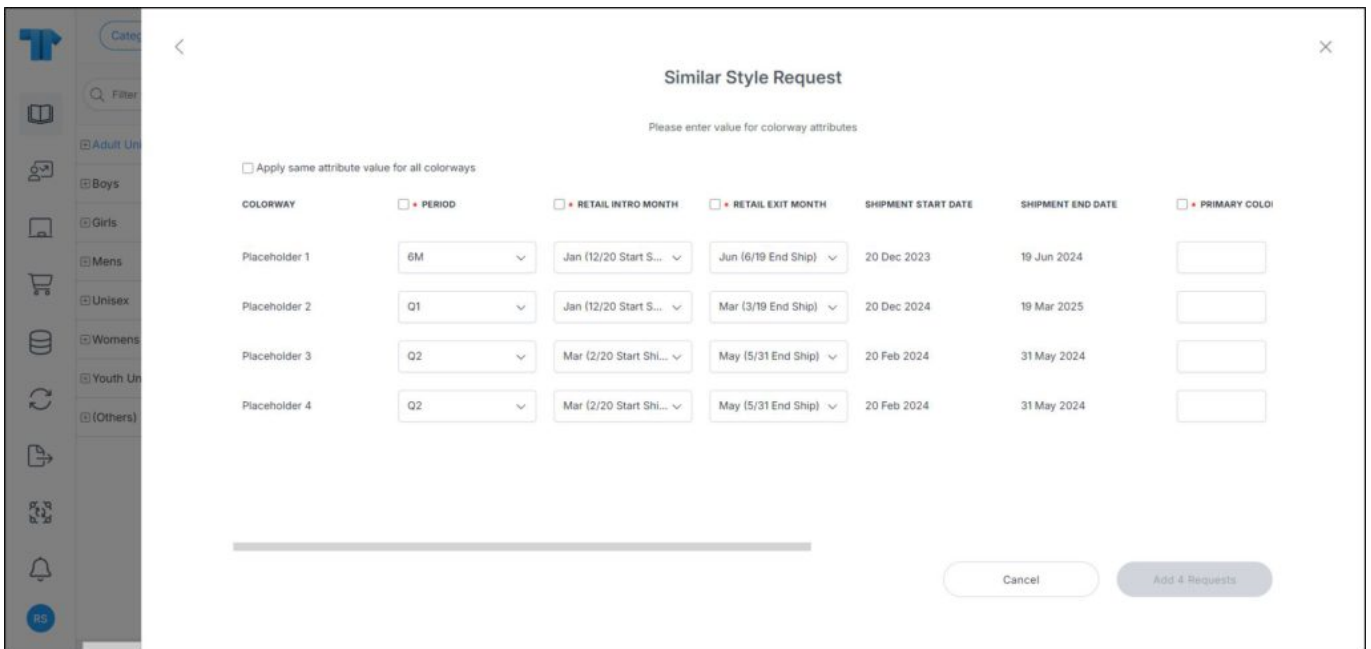 Categ
Similar Style Request
Filter
Please enter value for colorway attributes
Adult Uni
Apply same attribute value for all colorways
Boys
COLORWAY * PERIOD * RETAIL INTRO MONTH * RETAIL EXIT MONTH SHIPMENT START DATE SHIPMENT END DATE * PRIMARY COLO
Girls
Mens
Placeholder 1 6M Jan (12/20 Start S... Jun (6/19 End Ship) 20 Dec 2023 19 Jun 2024
Unisex
Placeholder 2 Q1 Jan (12/20 Start S... Mar (3/19 End Ship) 20 Dec 2024 19 Mar 2025
Womens
Placeholder 3 Q2 Mar (2/20 Start Shi... May (5/31 End Ship) 20 Feb 2024 31 May 2024
Youth Un
Placeholder 4 Q2 Mar (2/20 Start Shi... May (5/31 End Ship) 20 Feb 2024 31 May 2024
(Others)
Cancel Add 4 Requests
RS